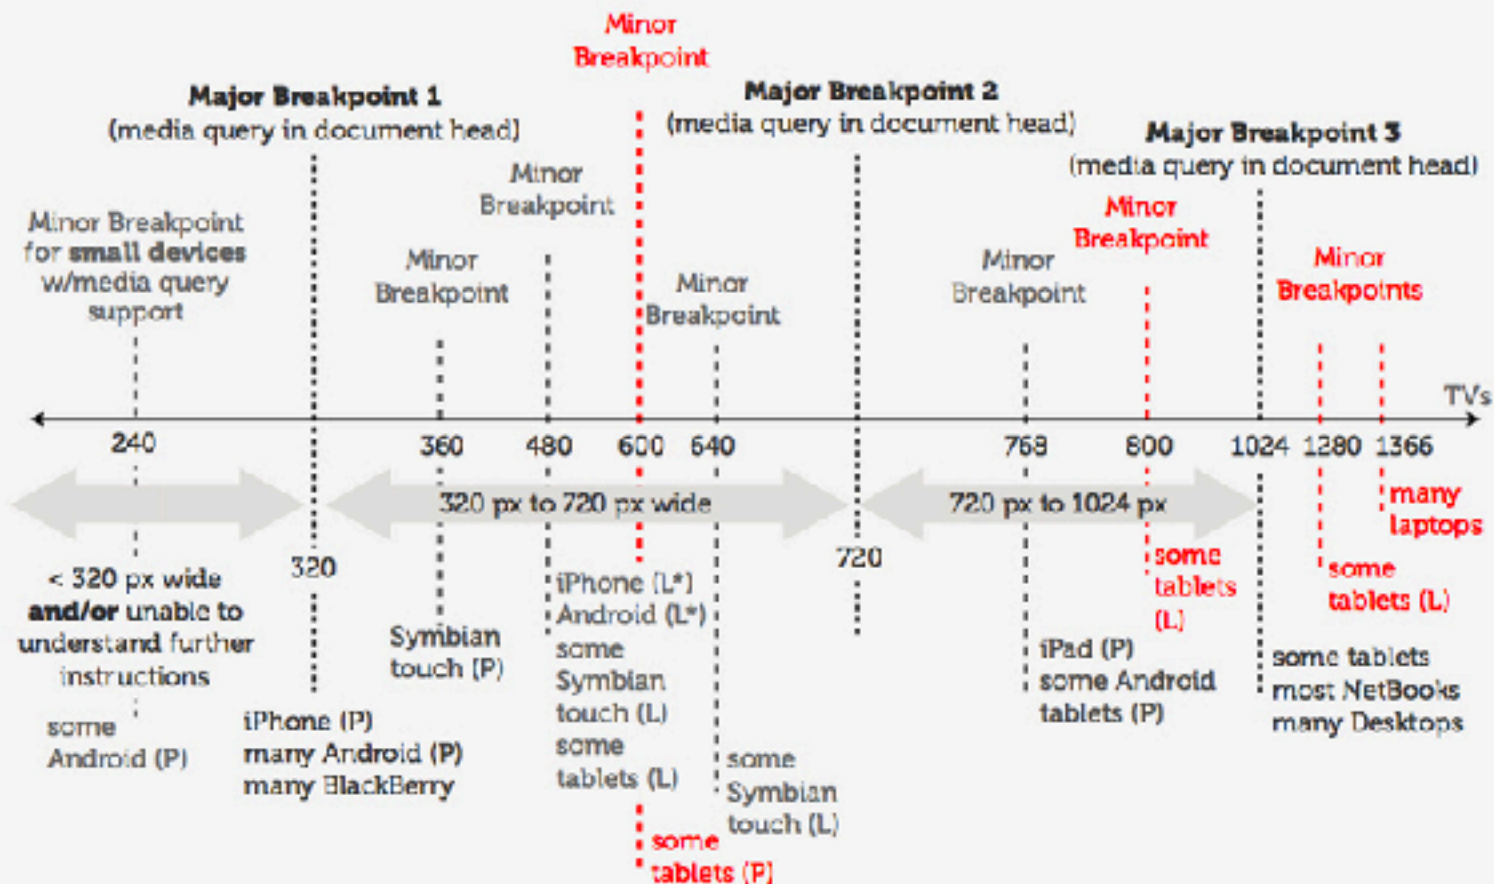 Minor
Breakpoint
Major Breakpoint 1
(media query in document head)
Major Breakpoint 2
(media query in document head)
Major Breakpoint 3
(media query in document head)
Minor Breakpoint
for small devices
w/media query
support
Minor
Breakpoint
Minor
Breakpoint
Minor
Breakpoint
Minor
Breakpoint
Minor
Breakpoint
Minor
Breakpoints
TVs
240
360
480
600
640
768
800
1024
1280
1366
320 px to 720 px wide
720 px to 1024 px
320
720
< 320 px wide
and/or unable to
understand further
instructions
some
Android (P)
iPhone (P)
many Android (P)
many BlackBerry
Symbian
touch (P)
iPhone (L*)
Android (L*)
some
Symbian
touch (L)
some
tablets (L)
some
tablets (P)
some
Symbian
touch (L)
iPad (P)
some Android
tablets (P)
some
tablets
(L)
some tablets
most NetBooks
many Desktops
some
tablets (L)
many
laptops